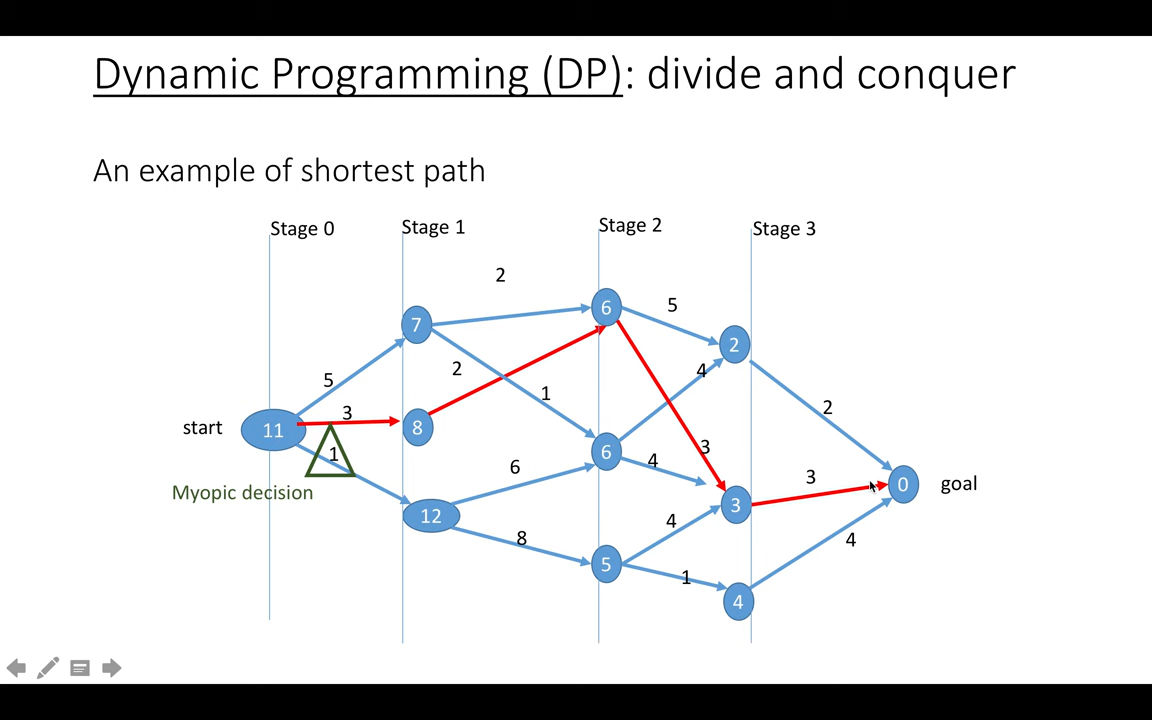 Dynamic Programming (DP): divide and conquer
An example of shortest path
Stage 0 Stage 1 Stage 2 Stage 3
2
6 5
7 2
2 4
5 1 2
3
start 11 8
1 6 4 3
6 3 0 goal
Myopic decision
12 3
8 4 4
5 1
4